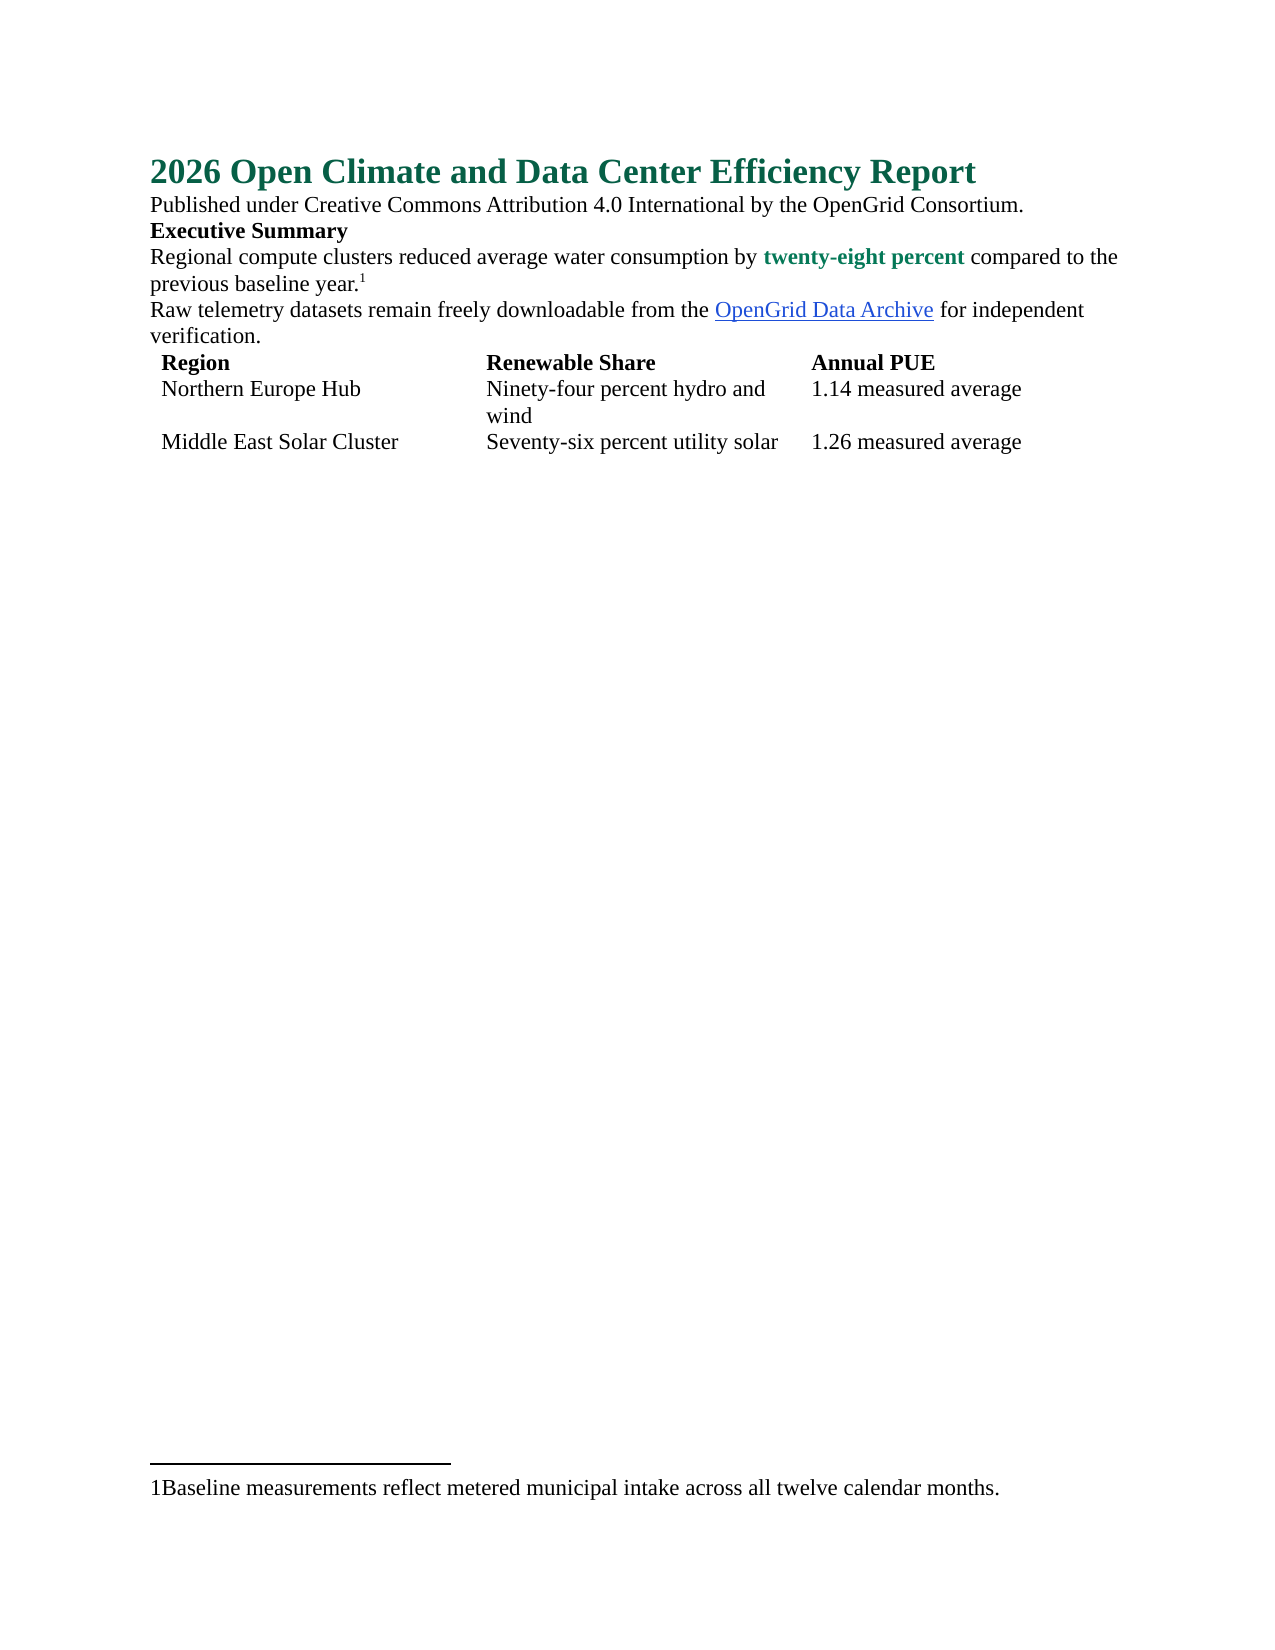 2026 Open Climate and Data Center Efficiency Report
Published under Creative Commons Attribution 4.0 International by the OpenGrid Consortium.
Executive Summary
Regional compute clusters reduced average water consumption by twenty-eight percent compared to the
previous baseline year.1
Raw telemetry datasets remain freely downloadable from the OpenGrid Data Archive for independent
verification.
Region Renewable Share Annual PUE
Northern Europe Hub Ninety-four percent hydro and 1.14 measured average
wind
Middle East Solar Cluster Seventy-six percent utility solar 1.26 measured average
1Baseline measurements reflect metered municipal intake across all twelve calendar months.